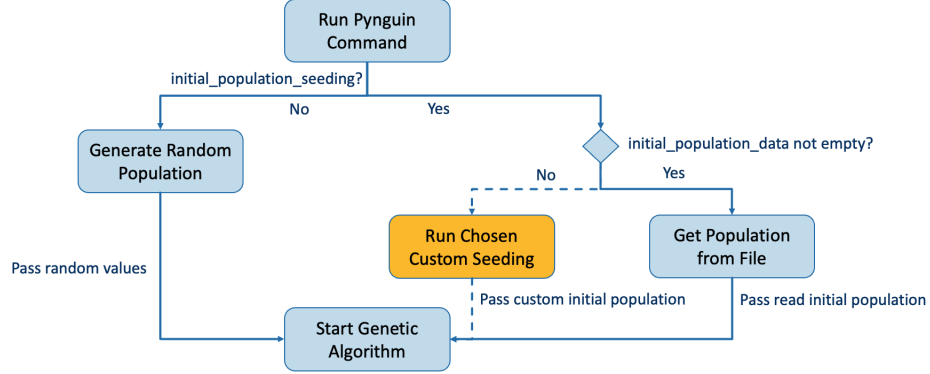 Run Pynguin
Command
initial_population_seeding?
No
Yes
Generate Random
Population
initial_population_data not empty?
No
Yes
Run Chosen
Custom Seeding
Get Population
from File
Pass random values
Pass custom initial population
Pass read initial population
Start Genetic
Algorithm